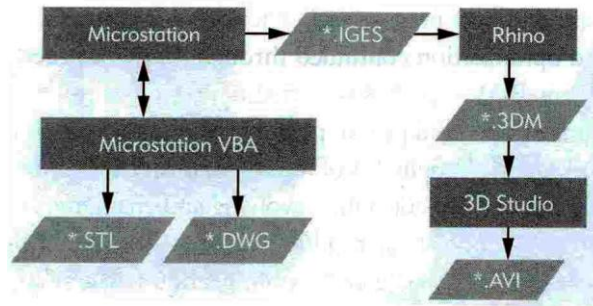 Microstation
*.IGES
Rhino
*.3DM
Microstation VBA
3D Studio
*.STL
*.DWG
*.AVI